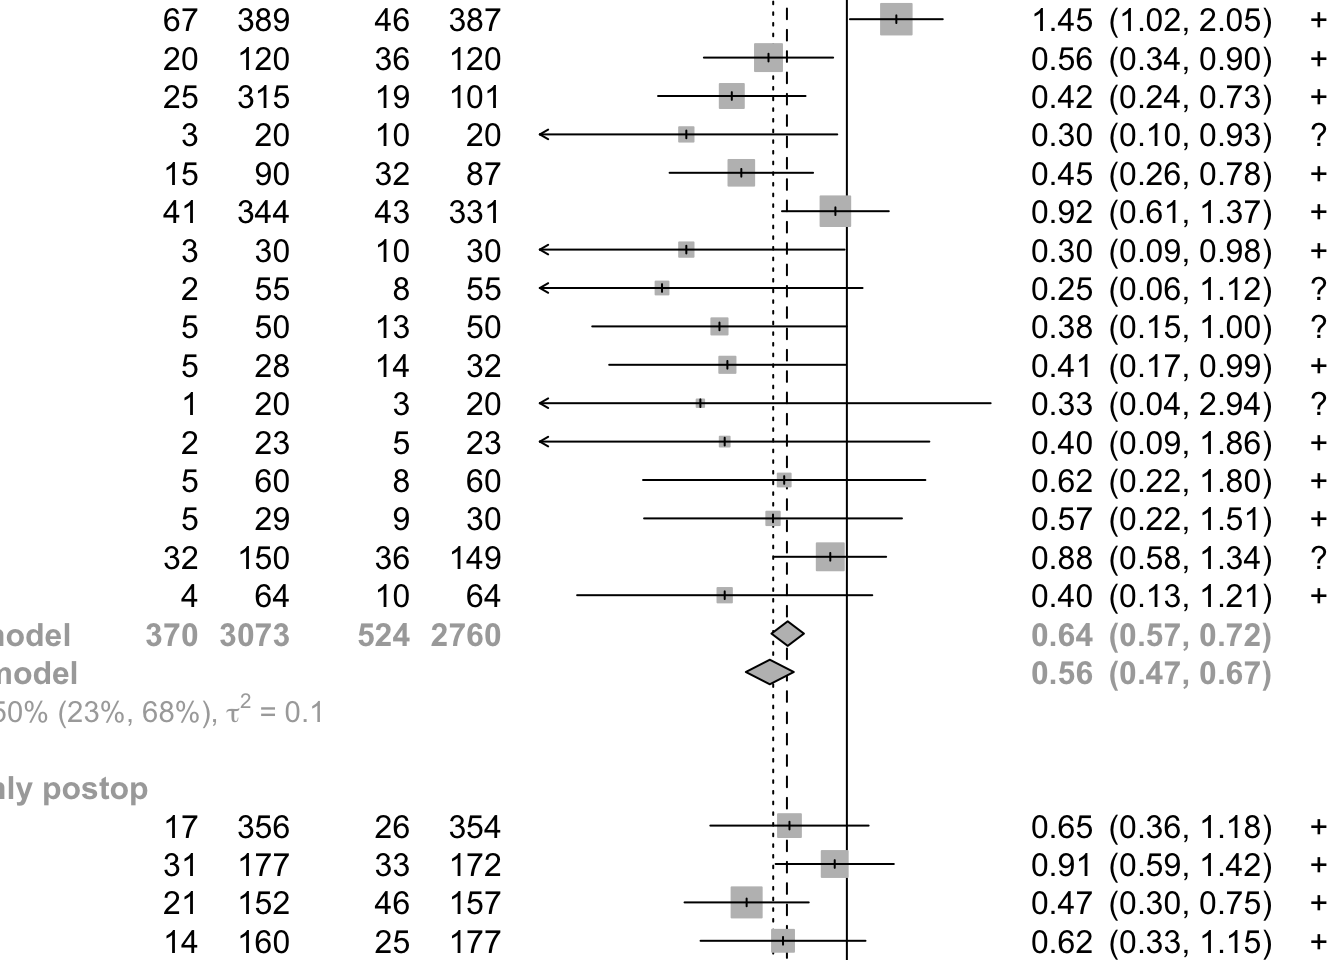 67 389 46 387 1.45 (1.02, 2.05) +
20 120 36 120 0.56 (0.34, 0.90) +
25 315 19 101 0.42 (0.24, 0.73) +
3 20 10 20 0.30 (0.10, 0.93) ?
15 90 32 87 0.45 (0.26, 0.78) +
41 344 43 331 0.92 (0.61, 1.37) +
3 30 10 30 0.30 (0.09, 0.98) +
2 55 8 55 0.25 (0.06, 1.12) ?
5 50 13 50 0.38 (0.15, 1.00) ?
5 28 14 32 0.41 (0.17, 0.99) +
1 20 3 20 0.33 (0.04, 2.94) ?
2 23 5 23 0.40 (0.09, 1.86) +
5 60 8 60 0.62 (0.22, 1.80) +
5 29 9 30 0.57 (0.22, 1.51) +
32 150 36 149 0.88 (0.58, 1.34) ?
4 64 10 64 0.40 (0.13, 1.21) +
model 370 3073 524 2760 0.64 (0.57, 0.72)
model 0.56 (0.47, 0.67)
50% (23%, 68%), τ² = 0.1
nly postop
17 356 26 354 0.65 (0.36, 1.18) +
31 177 33 172 0.91 (0.59, 1.42) +
21 152 46 157 0.47 (0.30, 0.75) +
14 160 25 177 0.62 (0.33, 1.15) +